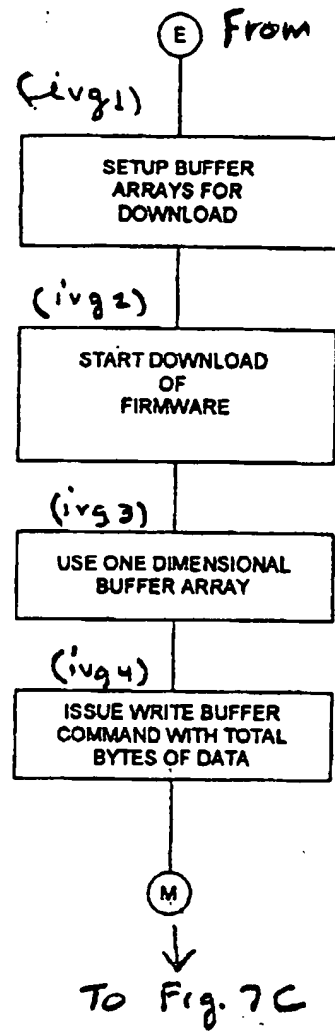 E From
(ivg1)
SETUP BUFFER
ARRAYS FOR
DOWNLOAD
(ivg2)
START DOWNLOAD
OF
FIRMWARE
(ivg3)
USE ONE DIMENSIONAL
BUFFER ARRAY
(ivg4)
ISSUE WRITE BUFFER
COMMAND WITH TOTAL
BYTES OF DATA
M
To Fig. 7C